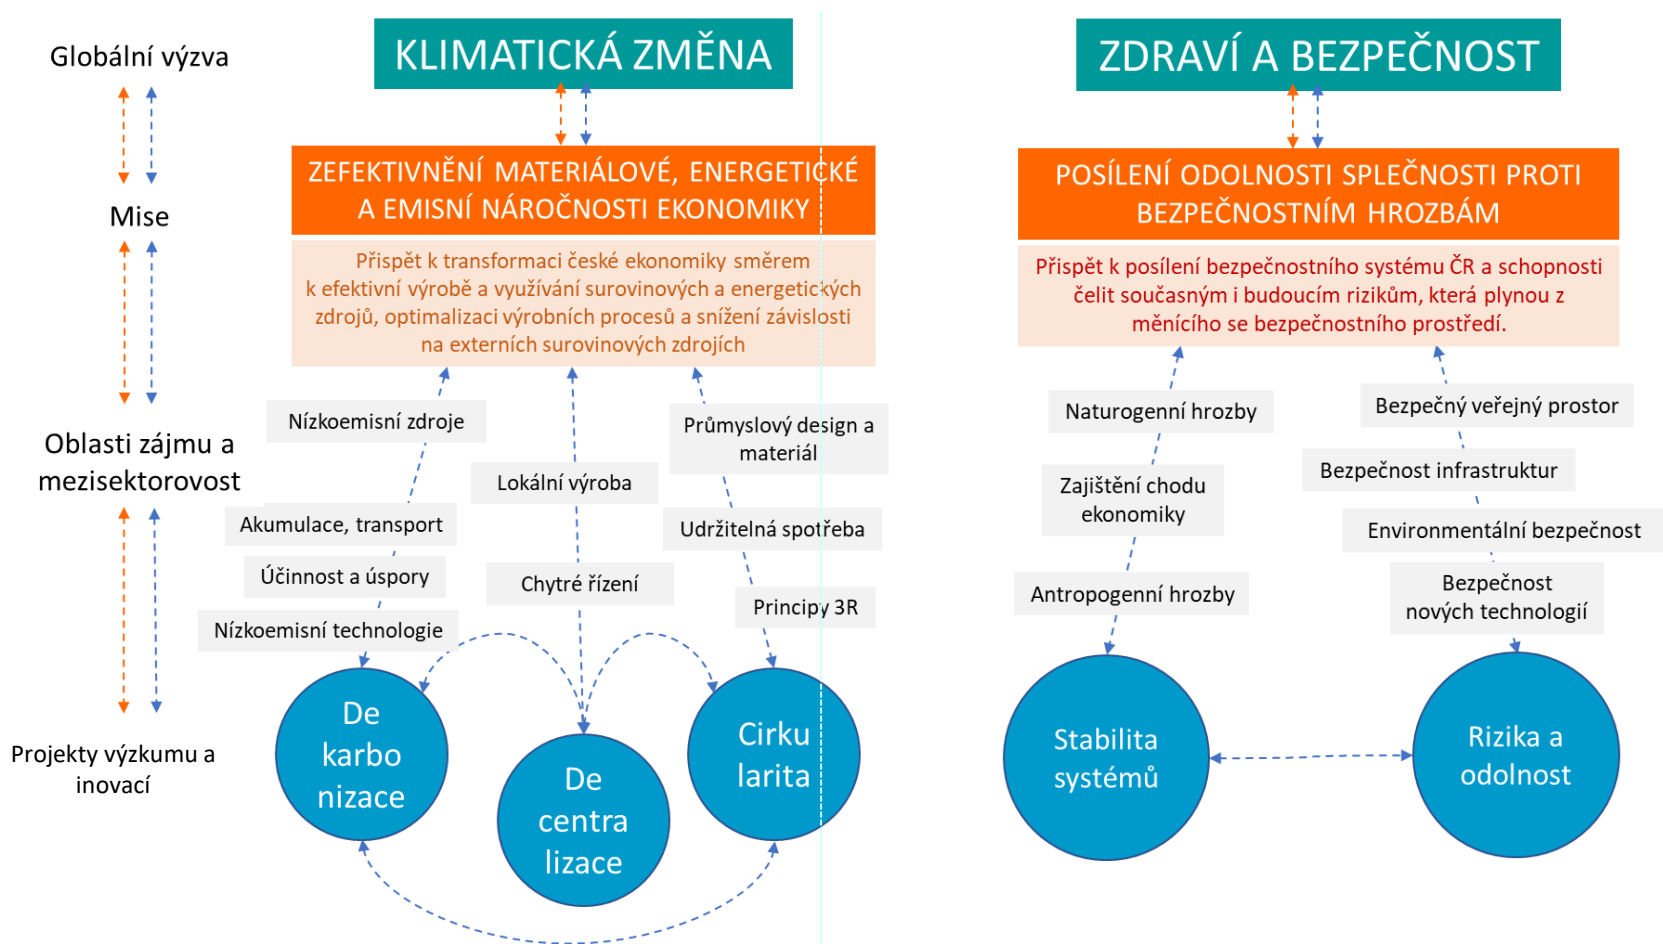 Globální výzva
Mise
Oblasti zájmu a
mezisektorovost
Projekty výzkumu a
inovací
KLIMATICKÁ ZMĚNA
ZEFEKTIVNĚNÍ MATERIÁLOVÉ, ENERGETICKÉ
A EMISNÍ NÁROČNOSTI EKONOMIKY
Přispět k transformaci české ekonomiky směrem
k efektivní výrobě a využívání surovinových a energetických
zdrojů, optimalizaci výrobních procesů a snížení závislosti
na externích surovinových zdrojích
Nízkoemisní zdroje
Akumulace, transport
Účinnost a úspory
Nízkoemisní technologie
Lokální výroba
Chytré řízení
Průmyslový design a
materiál
Udržitelná spotřeba
Principy 3R
De
karbo
nizace
De
centra
lizace
Cirku
larita
ZDRAVÍ A BEZPEČNOST
POSÍLENÍ ODOLNOSTI SPLEČNOSTI PROTI
BEZPEČNOSTNÍM HROZBÁM
Přispět k posílení bezpečnostního systému ČR a schopnosti
čelit současným i budoucím rizikům, která plynou z
měnícího se bezpečnostního prostředí.
Naturogenní hrozby
Zajištění chodu
ekonomiky
Antropogenní hrozby
Bezpečný veřejný prostor
Bezpečnost infrastruktur
Environmentální bezpečnost
Bezpečnost
nových technologií
Stabilita
systémů
Rizika a
odolnost